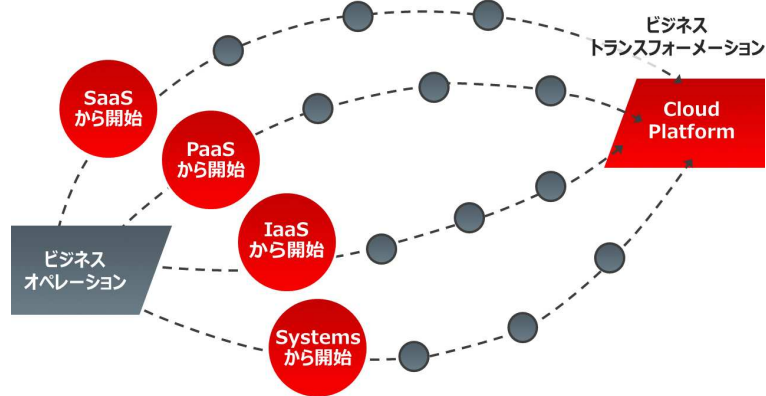 ビジネス
トランスフォーメーション
SaaS
から開始
Cloud
Platform
PaaS
から開始
IaaS
から開始
ビジネス
オペレーション
Systems
から開始